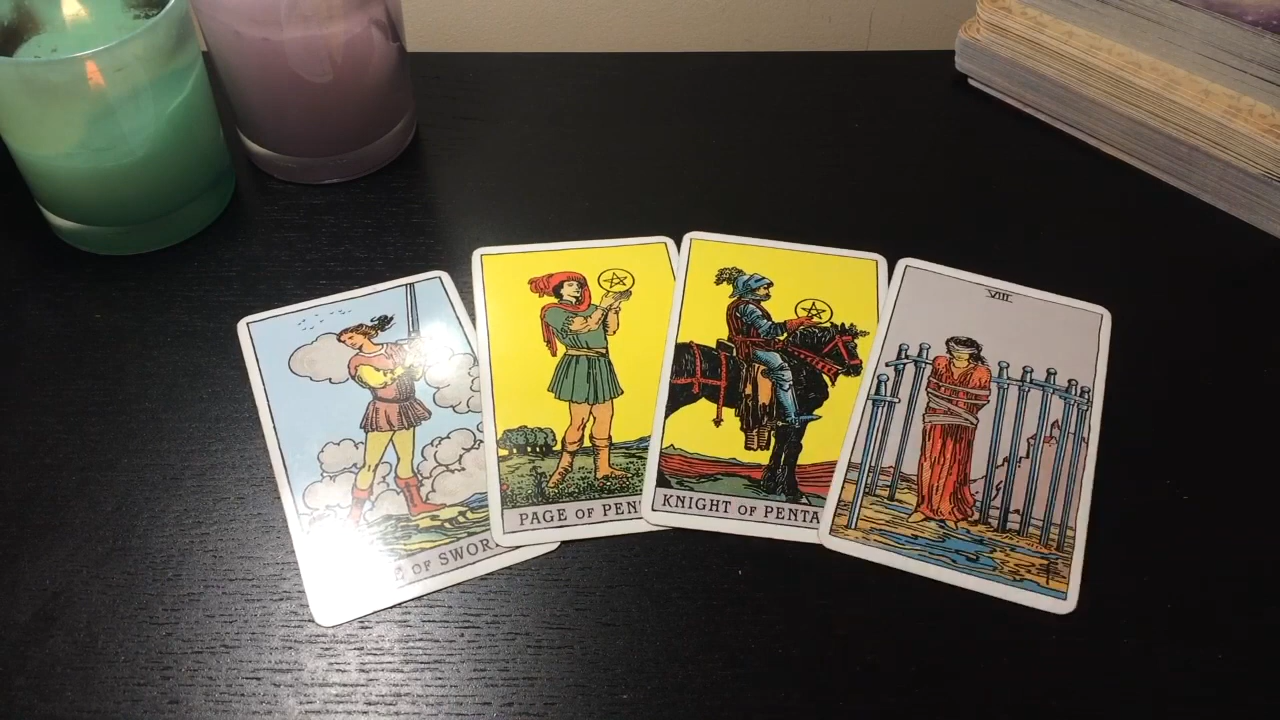 E OF SWOR
PAGE OF PEN
KNIGHT OF PENTA
VIII